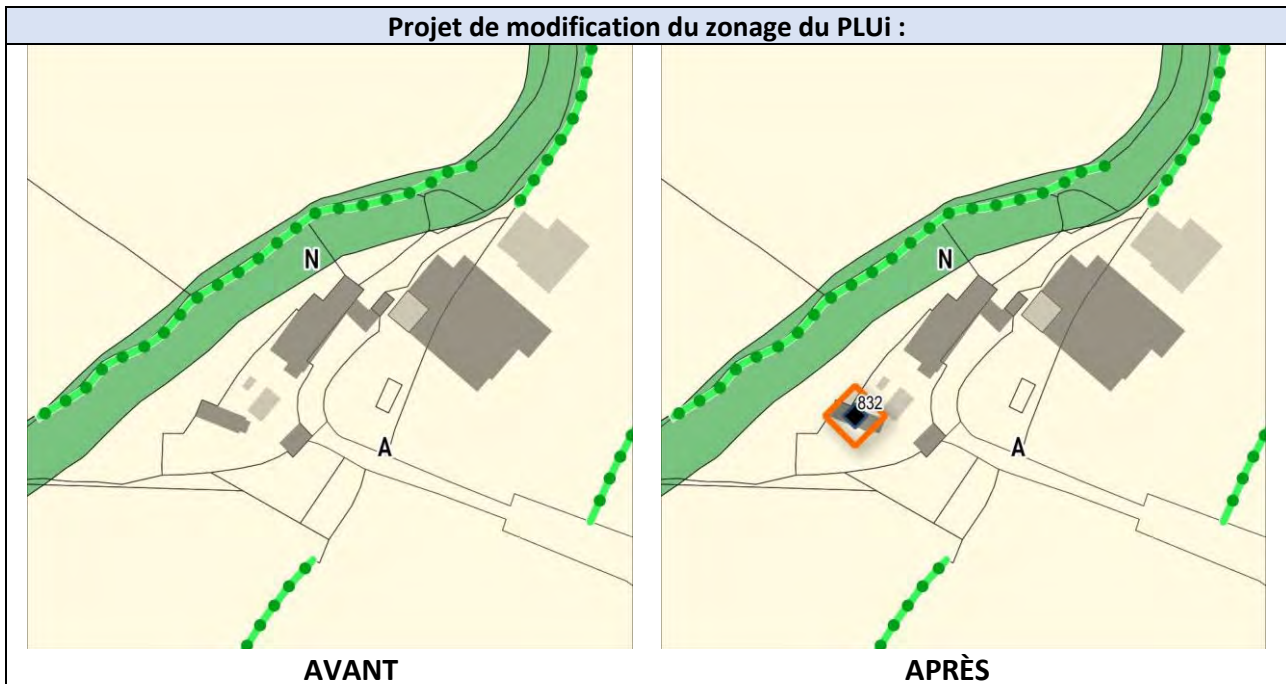 Projet de modification du zonage du PLUi :
N
A
N
832
A
AVANT
APRÈS